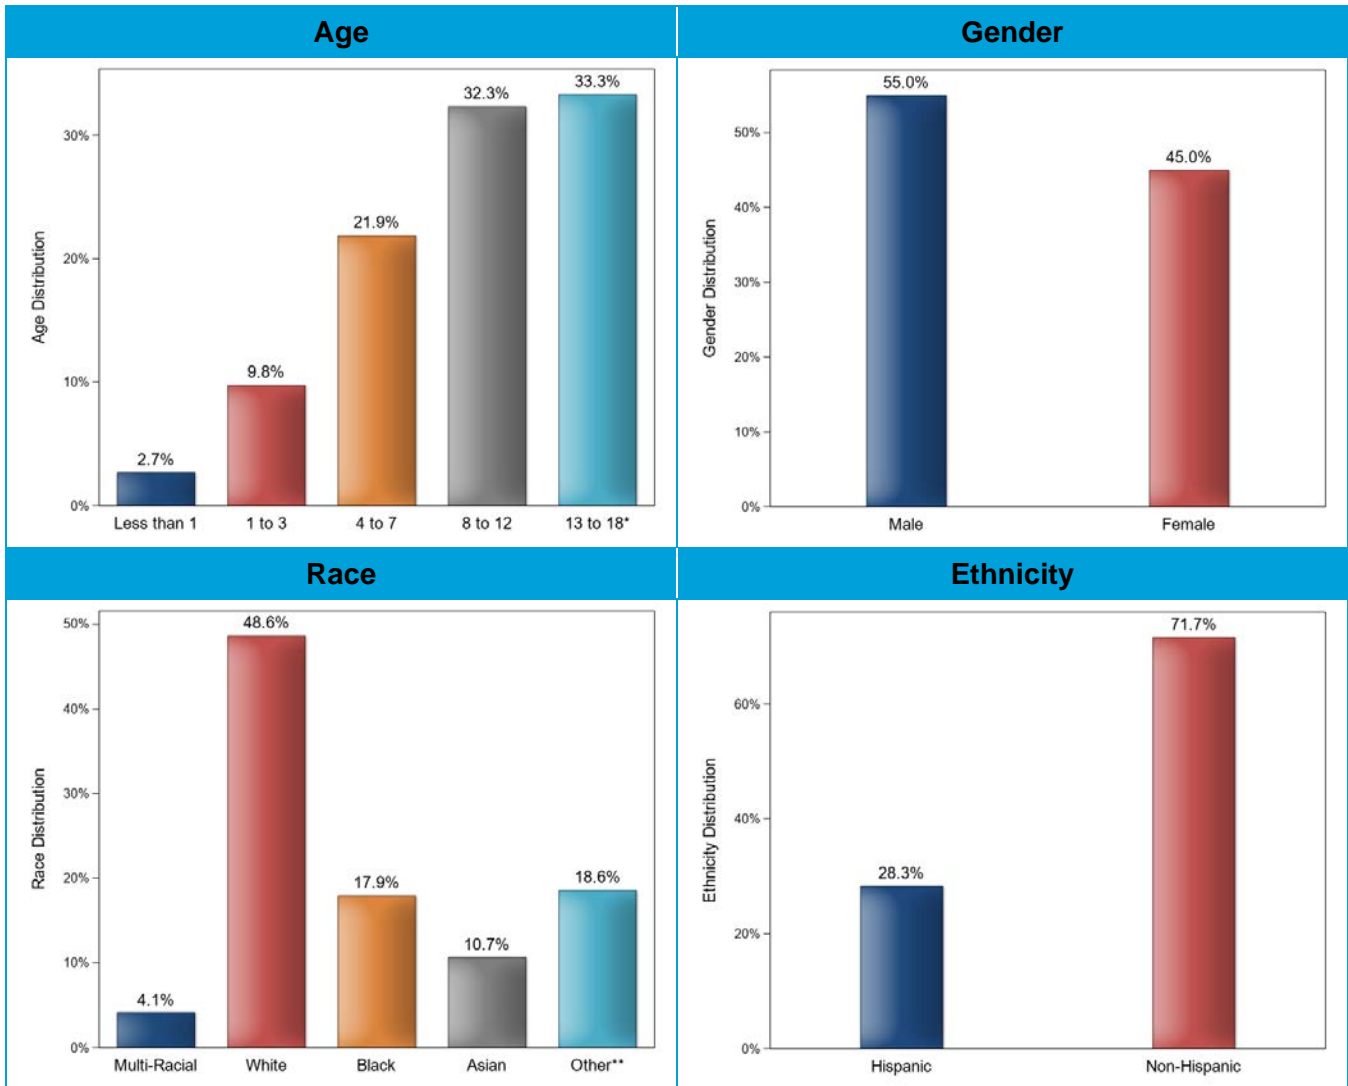 Age
Gender
33.3%
32.3%
30%
21.9%
20%
9.8%
10%
2.7%
0%
Less than 1 1 to 3 4 to 7 8 to 12 13 to 18*
Age Distribution
55.0%
50%
45.0%
40%
30%
20%
10%
0%
Male Female
Gender Distribution
Race
Ethnicity
50%
48.6%
40%
30%
20%
17.9%
18.6%
10.7%
10%
4.1%
0%
Multi-Racial White Black Asian Other**
Race Distribution
71.7%
60%
40%
28.3%
20%
0%
Hispanic Non-Hispanic
Ethnicity Distribution